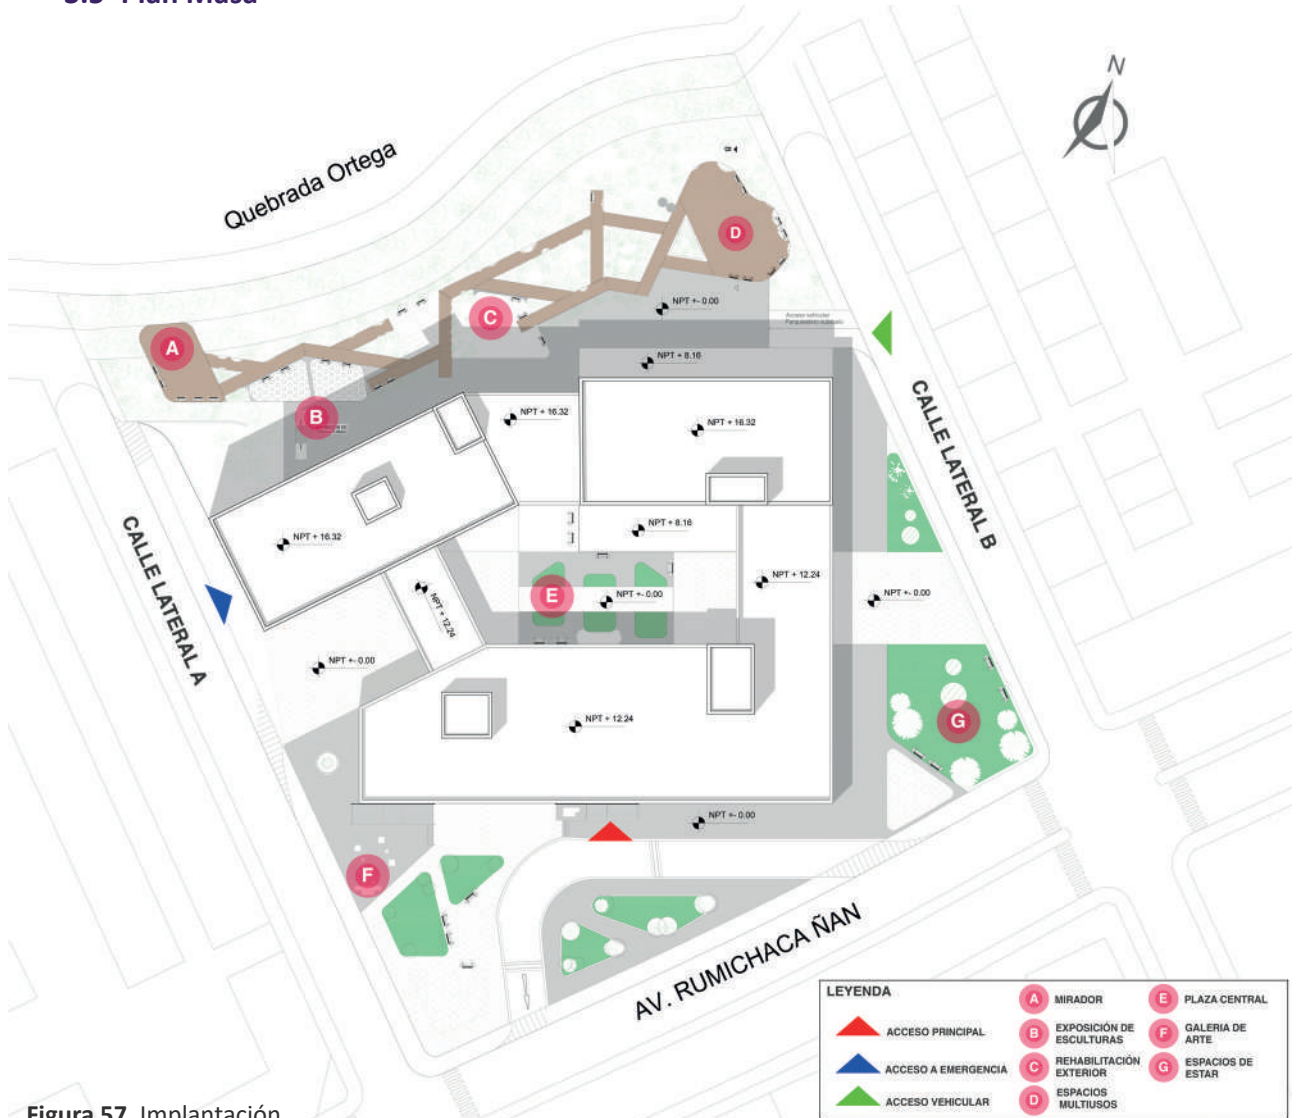 3.3 Plan Masa
N
Quebrada Ortega
D
NPT +- 0.00
Acceso vehicular
C
A
NPT + 8.16
B
NPT + 16.32
NPT + 16.32
CALLE LATERAL B
CALLE LATERAL A
NPT + 16.32
NPT + 8.16
NPT + 12.24
NPT + 12.24
E
NPT +- 0.00
NPT +- 0.00
NPT +- 0.00
NPT + 12.24
G
NPT +- 0.00
F
AV. RUMICHACA ÑAN
LEYENDA
ACCESO PRINCIPAL
ACCESO A EMERGENCIA
ACCESO VEHICULAR
A MIRADOR
B EXPOSICIÓN DE
ESCULTURAS
C REHABILITACIÓN
EXTERIOR
D ESPACIOS
MULTIUSOS
E PLAZA CENTRAL
F GALERIA DE
ARTE
G ESPACIOS DE
ESTAR
Figura 57. Implantación